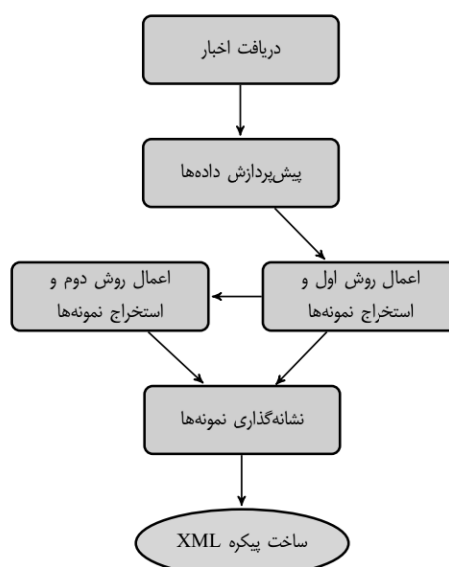 دریافت اخبار
پیش‌پردازش داده‌ها
اعمال روش اول و
استخراج نمونه‌ها
اعمال روش دوم و
استخراج نمونه‌ها
نشانه‌گذاری نمونه‌ها
ساخت پیکره XML